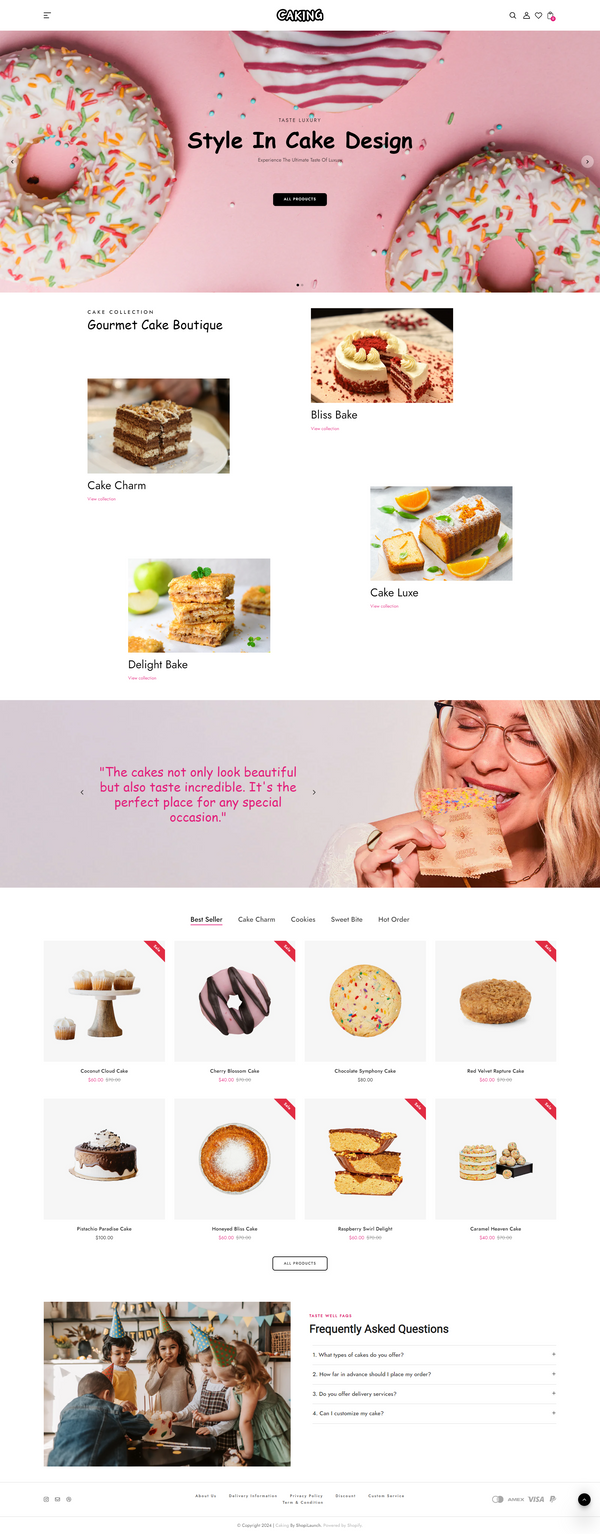 CAKING
TASTE LUXURY
Style In Cake Design
Experience The Ultimate Taste Of Luxury
ALL PRODUCTS
CAKE COLLECTION
Gourmet Cake Boutique
Bliss Bake
View collection
Cake Charm
View collection
Cake Luxe
View collection
Delight Bake
View collection
"The cakes not only look beautiful
but also taste incredible. It's the
perfect place for any special
occasion."
Best Seller Cake Charm Cookies Sweet Bite Hot Order
Sale Sale Sale
Coconut Cloud Cake Cherry Blossom Cake Chocolate Symphony Cake Red Velvet Rapture Cake
$60.00 $70.00 $40.00 $70.00 $80.00 $60.00 $70.00
Sale Sale Sale
Pistachio Paradise Cake Honeyed Bliss Cake Raspberry Swirl Delight Caramel Heaven Cake
$100.00 $60.00 $70.00 $60.00 $70.00 $40.00 $70.00
ALL PRODUCTS
TASTE WELL FAQS
Frequently Asked Questions
1. What types of cakes do you offer?
2. How far in advance should I place my order?
3. Do you offer delivery services?
4. Can I customize my cake?
About Us Delivery Information Privacy Policy Discount Custom Service
Term & Condition
AMEX VISA
© Copyright 2024 | Caking By ShopiLaunch. Powered by Shopify